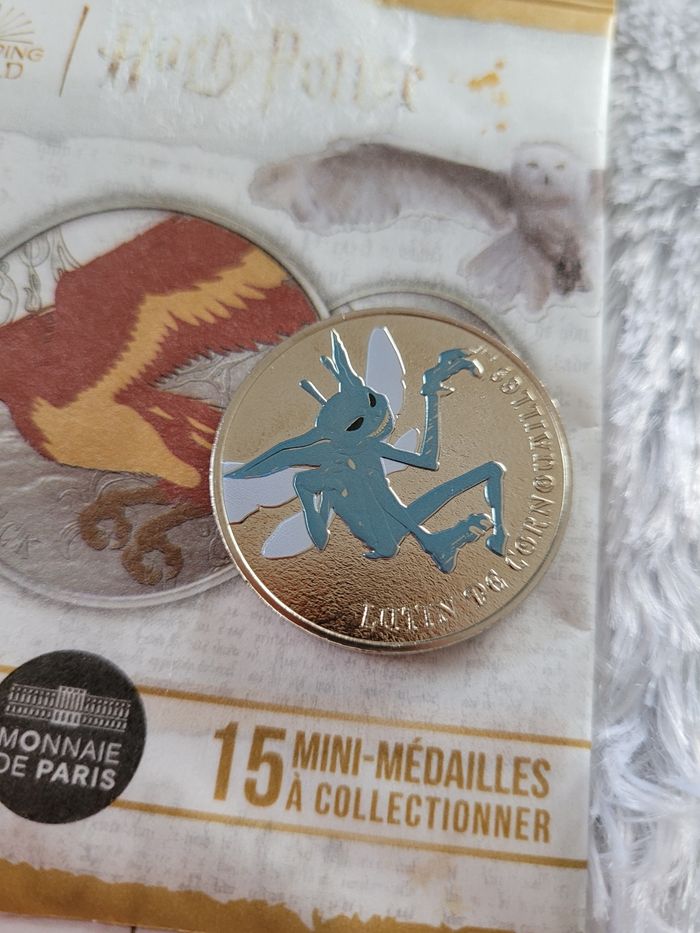 Harry Potter
LUTIN DE CORNOUAILLES
MONNAIE
DE PARIS
15 MINI-MÉDAILLES
À COLLECTIONNER